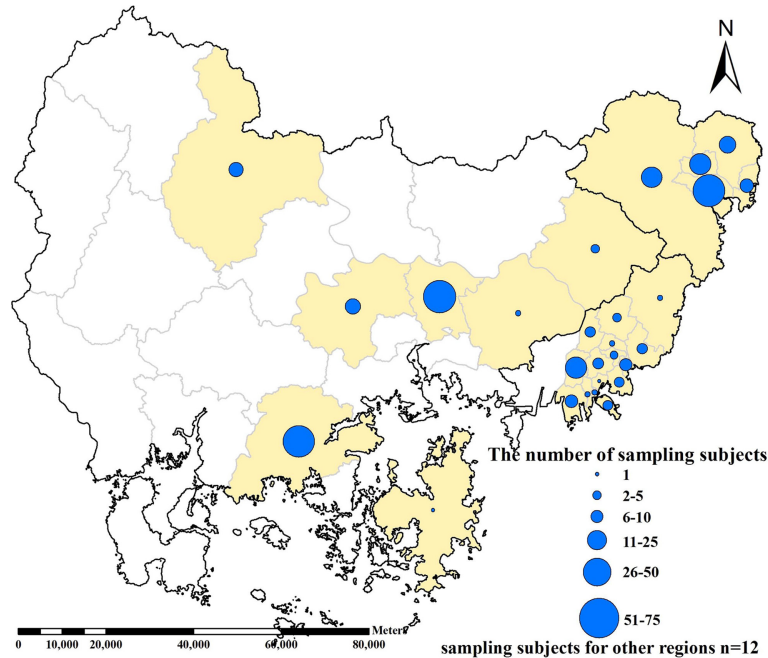 N
The number of sampling subjects
1
2-5
6-10
11-25
26-50
51-75
Meters
0 10,000 20,000 40,000 60,000 80,000
sampling subjects for other regions n=12